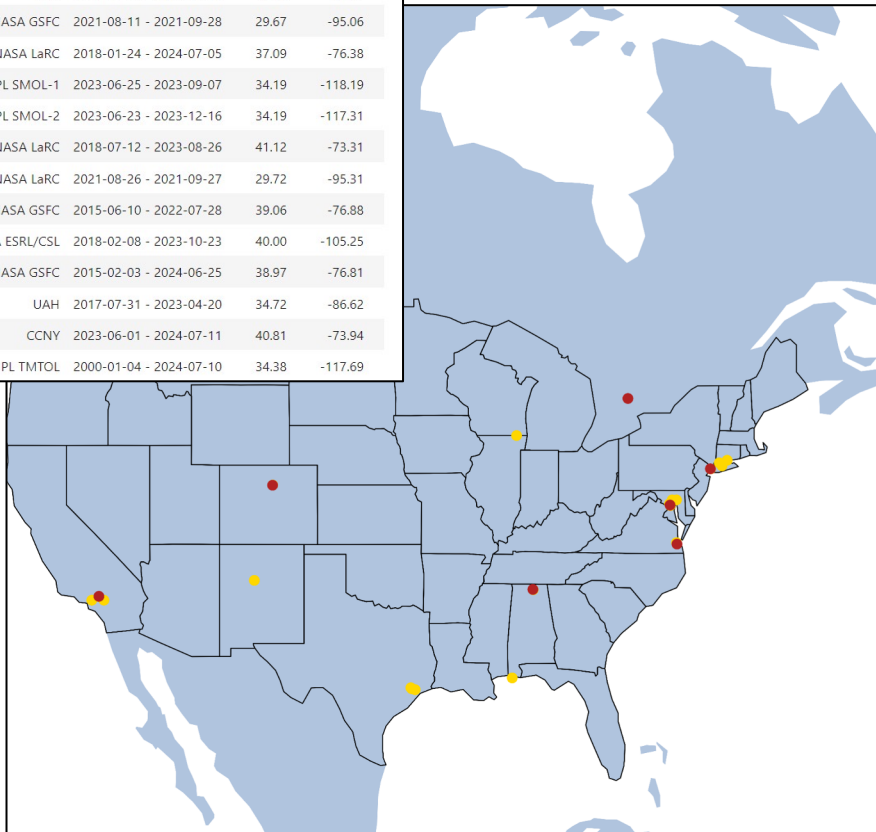 ASA GSFC 2021-08-11 - 2021-09-28 29.67 -95.06
NASA LaRC 2018-01-24 - 2024-07-05 37.09 -76.38
PL SMOL-1 2023-06-25 - 2023-09-07 34.19 -118.19
PL SMOL-2 2023-06-23 - 2023-12-16 34.19 -117.31
NASA LaRC 2018-07-12 - 2023-08-26 41.12 -73.31
NASA LaRC 2021-08-26 - 2021-09-27 29.72 -95.31
ASA GSFC 2015-06-10 - 2022-07-28 39.06 -76.88
A ESRL/CSL 2018-02-08 - 2023-10-23 40.00 -105.25
ASA GSFC 2015-02-03 - 2024-06-25 38.97 -76.81
UAH 2017-07-31 - 2023-04-20 34.72 -86.62
CCNY 2023-06-01 - 2024-07-11 40.81 -73.94
PL TMTOL 2000-01-04 - 2024-07-10 34.38 -117.69